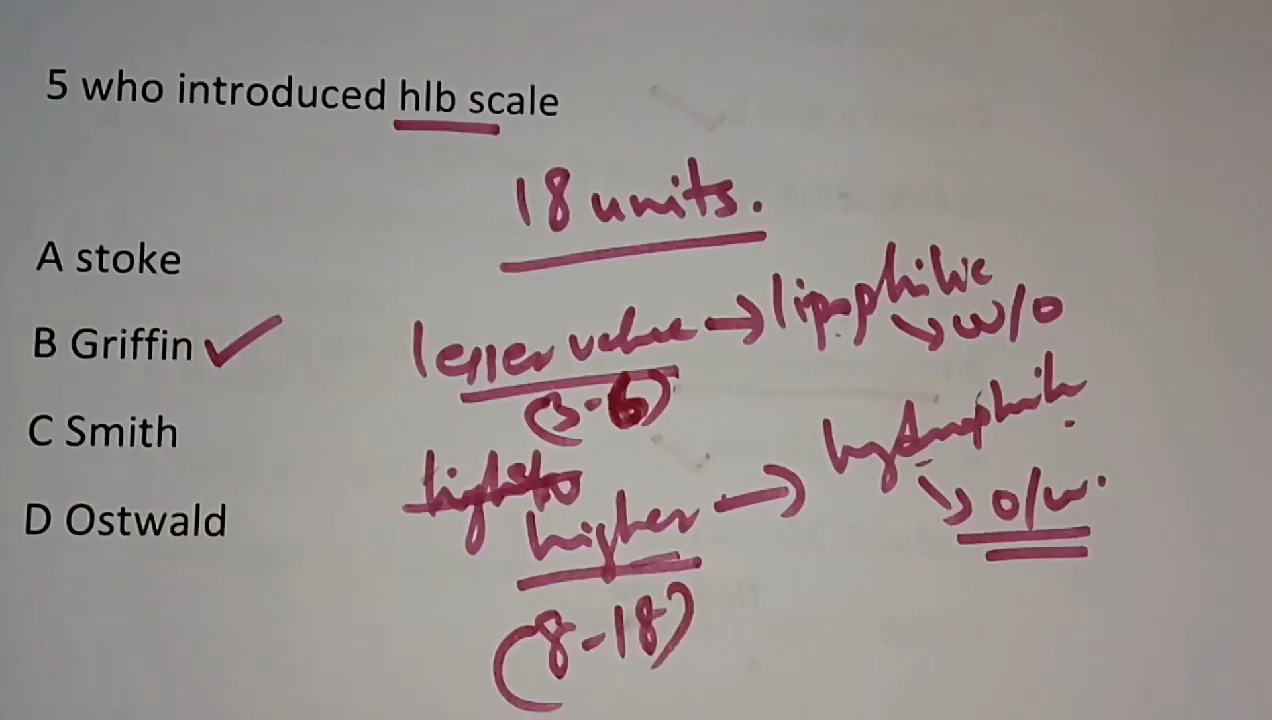 5 who introduced hlb scale
18 units.
A stoke
B Griffin
C Smith
D Ostwald
lesser value → lipophilic
↘ w/o
(3-6)
higher → hydrophilic
↘ o/w.
(8-18)